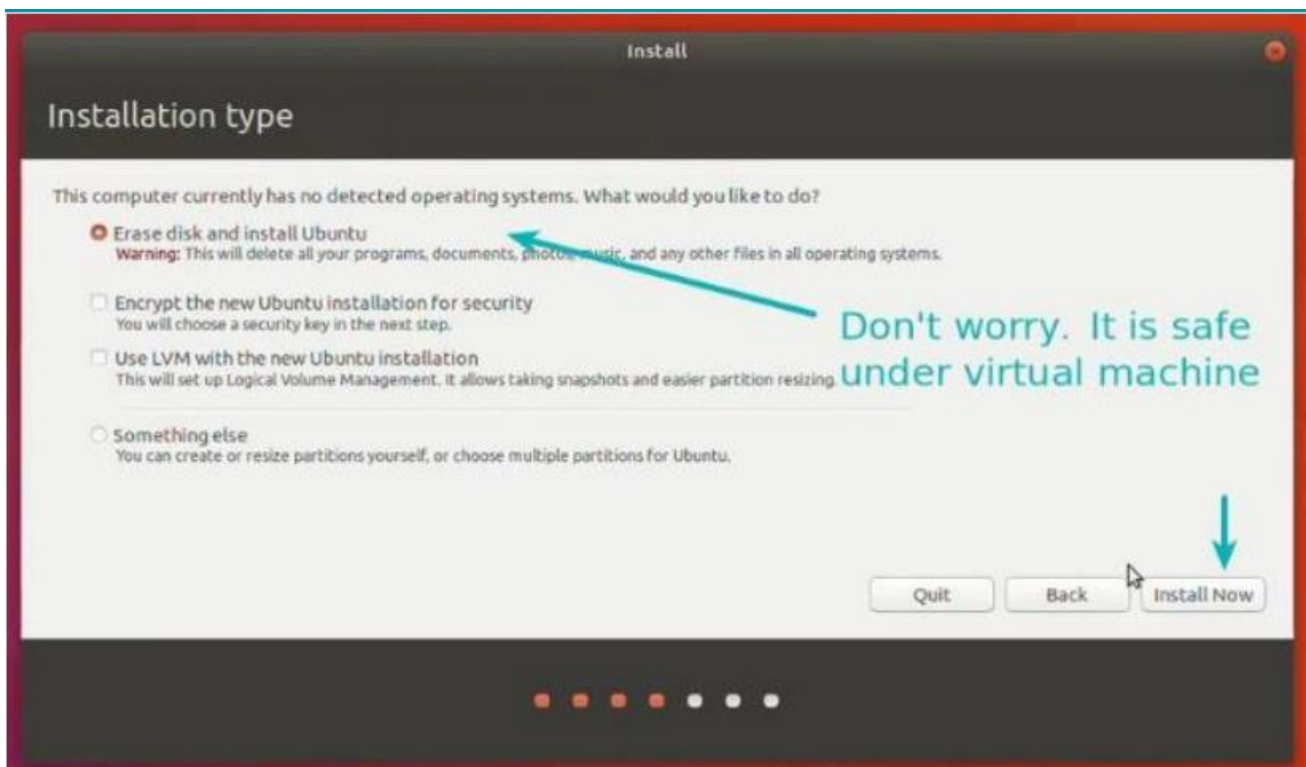 Install
Installation type
This computer currently has no detected operating systems. What would you like to do?
Erase disk and install Ubuntu
Warning: This will delete all your programs, documents, photos, music, and any other files in all operating systems.
Encrypt the new Ubuntu installation for security
You will choose a security key in the next step.
Use LVM with the new Ubuntu installation
This will set up Logical Volume Management. It allows taking snapshots and easier partition resizing.
Don't worry. It is safe
under virtual machine
Something else
You can create or resize partitions yourself, or choose multiple partitions for Ubuntu.
Quit Back Install Now